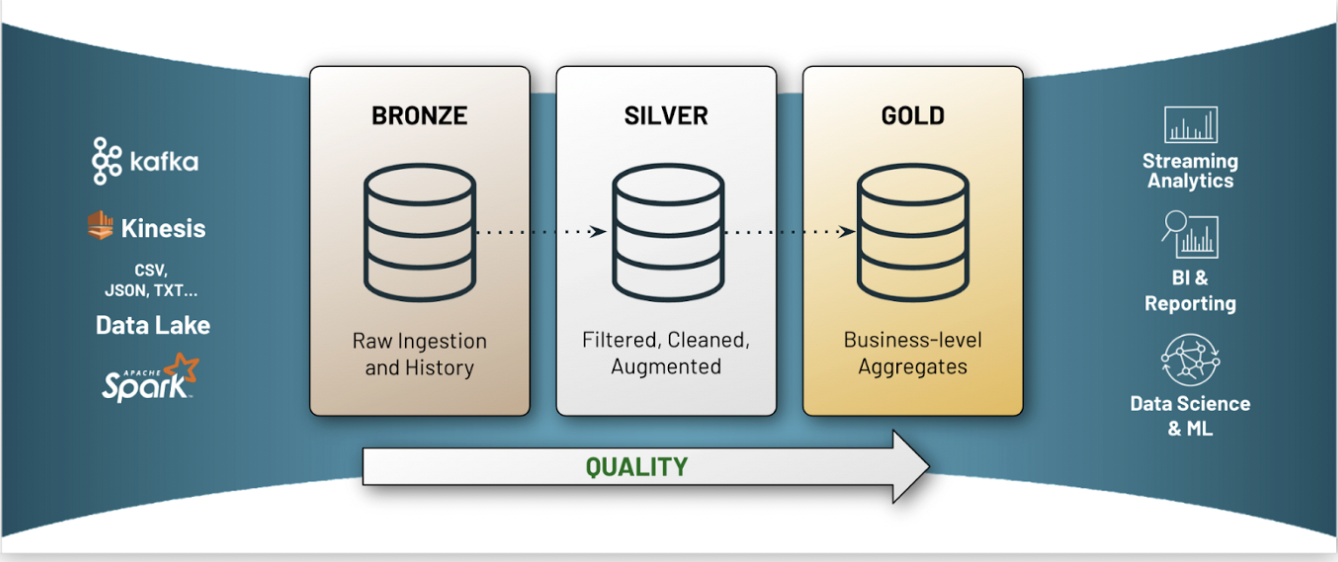 kafka
Kinesis
CSV,
JSON, TXT...
Data Lake
APACHE
Spark™
BRONZE
Raw Ingestion
and History
SILVER
Filtered, Cleaned,
Augmented
GOLD
Business-level
Aggregates
QUALITY
Streaming
Analytics
BI &
Reporting
Data Science
& ML